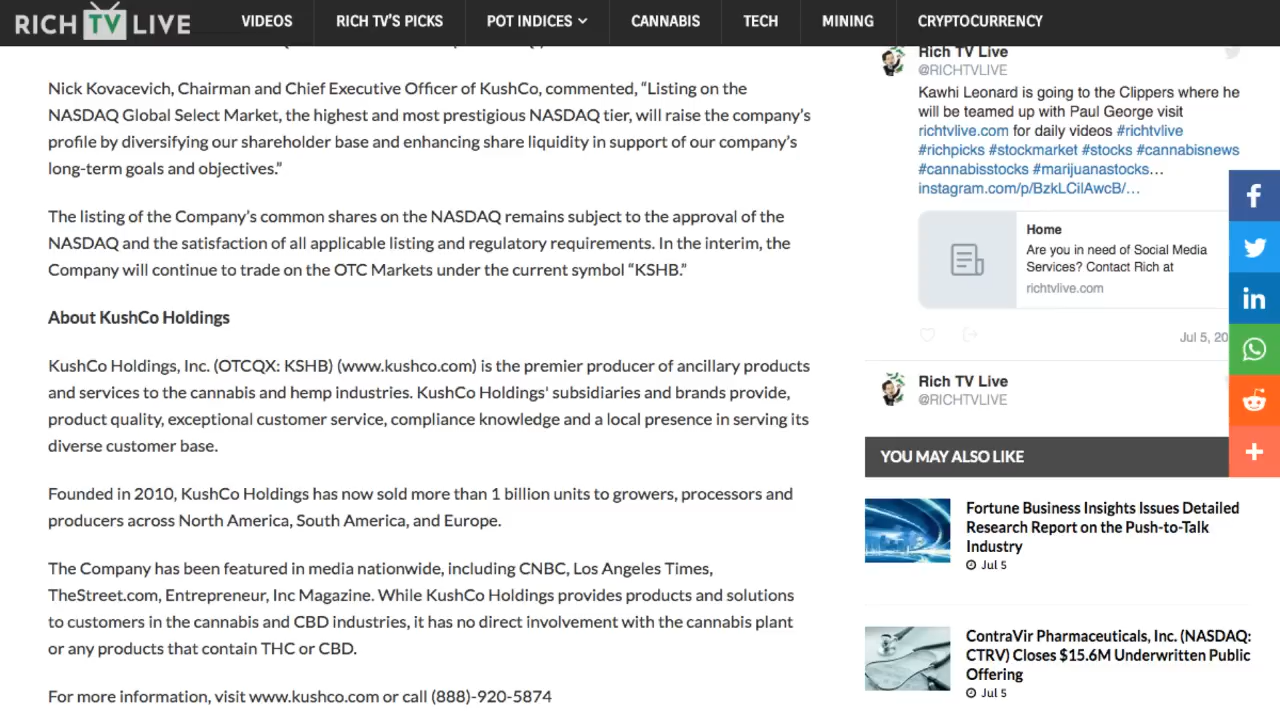 RICH TV LIVE
VIDEOS
RICH TV'S PICKS
POT INDICES
CANNABIS
TECH
MINING
CRYPTOCURRENCY
Nick Kovacevich, Chairman and Chief Executive Officer of KushCo, commented, “Listing on the
NASDAQ Global Select Market, the highest and most prestigious NASDAQ tier, will raise the company’s
profile by diversifying our shareholder base and enhancing share liquidity in support of our company’s
long-term goals and objectives.”
The listing of the Company’s common shares on the NASDAQ remains subject to the approval of the
NASDAQ and the satisfaction of all applicable listing and regulatory requirements. In the interim, the
Company will continue to trade on the OTC Markets under the current symbol “KSHB.”
About KushCo Holdings
KushCo Holdings, Inc. (OTCQX: KSHB) (www.kushco.com) is the premier producer of ancillary products
and services to the cannabis and hemp industries. KushCo Holdings' subsidiaries and brands provide,
product quality, exceptional customer service, compliance knowledge and a local presence in serving its
diverse customer base.
Founded in 2010, KushCo Holdings has now sold more than 1 billion units to growers, processors and
producers across North America, South America, and Europe.
The Company has been featured in media nationwide, including CNBC, Los Angeles Times,
TheStreet.com, Entrepreneur, Inc Magazine. While KushCo Holdings provides products and solutions
to customers in the cannabis and CBD industries, it has no direct involvement with the cannabis plant
or any products that contain THC or CBD.
For more information, visit www.kushco.com or call (888)-920-5874
Rich TV Live
@RICHTVLIVE
Kawhi Leonard is going to the Clippers where he
will be teamed up with Paul George visit
richtvlive.com for daily videos #richtvlive
#richpicks #stockmarket #stocks #cannabisnews
#cannabisstocks #marijuanastocks…
instagram.com/p/BzkLCilAwcB/…
Home
Are you in need of Social Media
Services? Contact Rich at
richtvlive.com
Jul 5, 20
Rich TV Live
@RICHTVLIVE
YOU MAY ALSO LIKE
Fortune Business Insights Issues Detailed
Research Report on the Push-to-Talk
Industry
Jul 5
ContraVir Pharmaceuticals, Inc. (NASDAQ:
CTRV) Closes $15.6M Underwritten Public
Offering
Jul 5